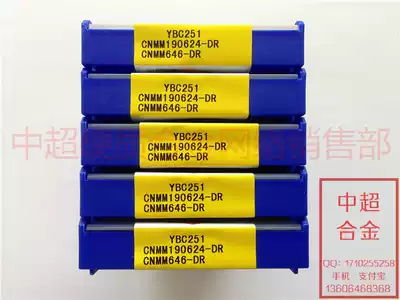 YBC251
CNMM190624-DR
CNMM646-DR
YBC251
CNMM190624-DR
CNMM646-DR
YBC251
CNMM190624-DR
CNMM646-DR
YBC251
CNMM190624-DR
CNMM646-DR
YBC251
CNMM190624-DR
CNMM646-DR
中超
销售部
中超
合金
QQ: 1710255258
手机 支付宝
13606468368